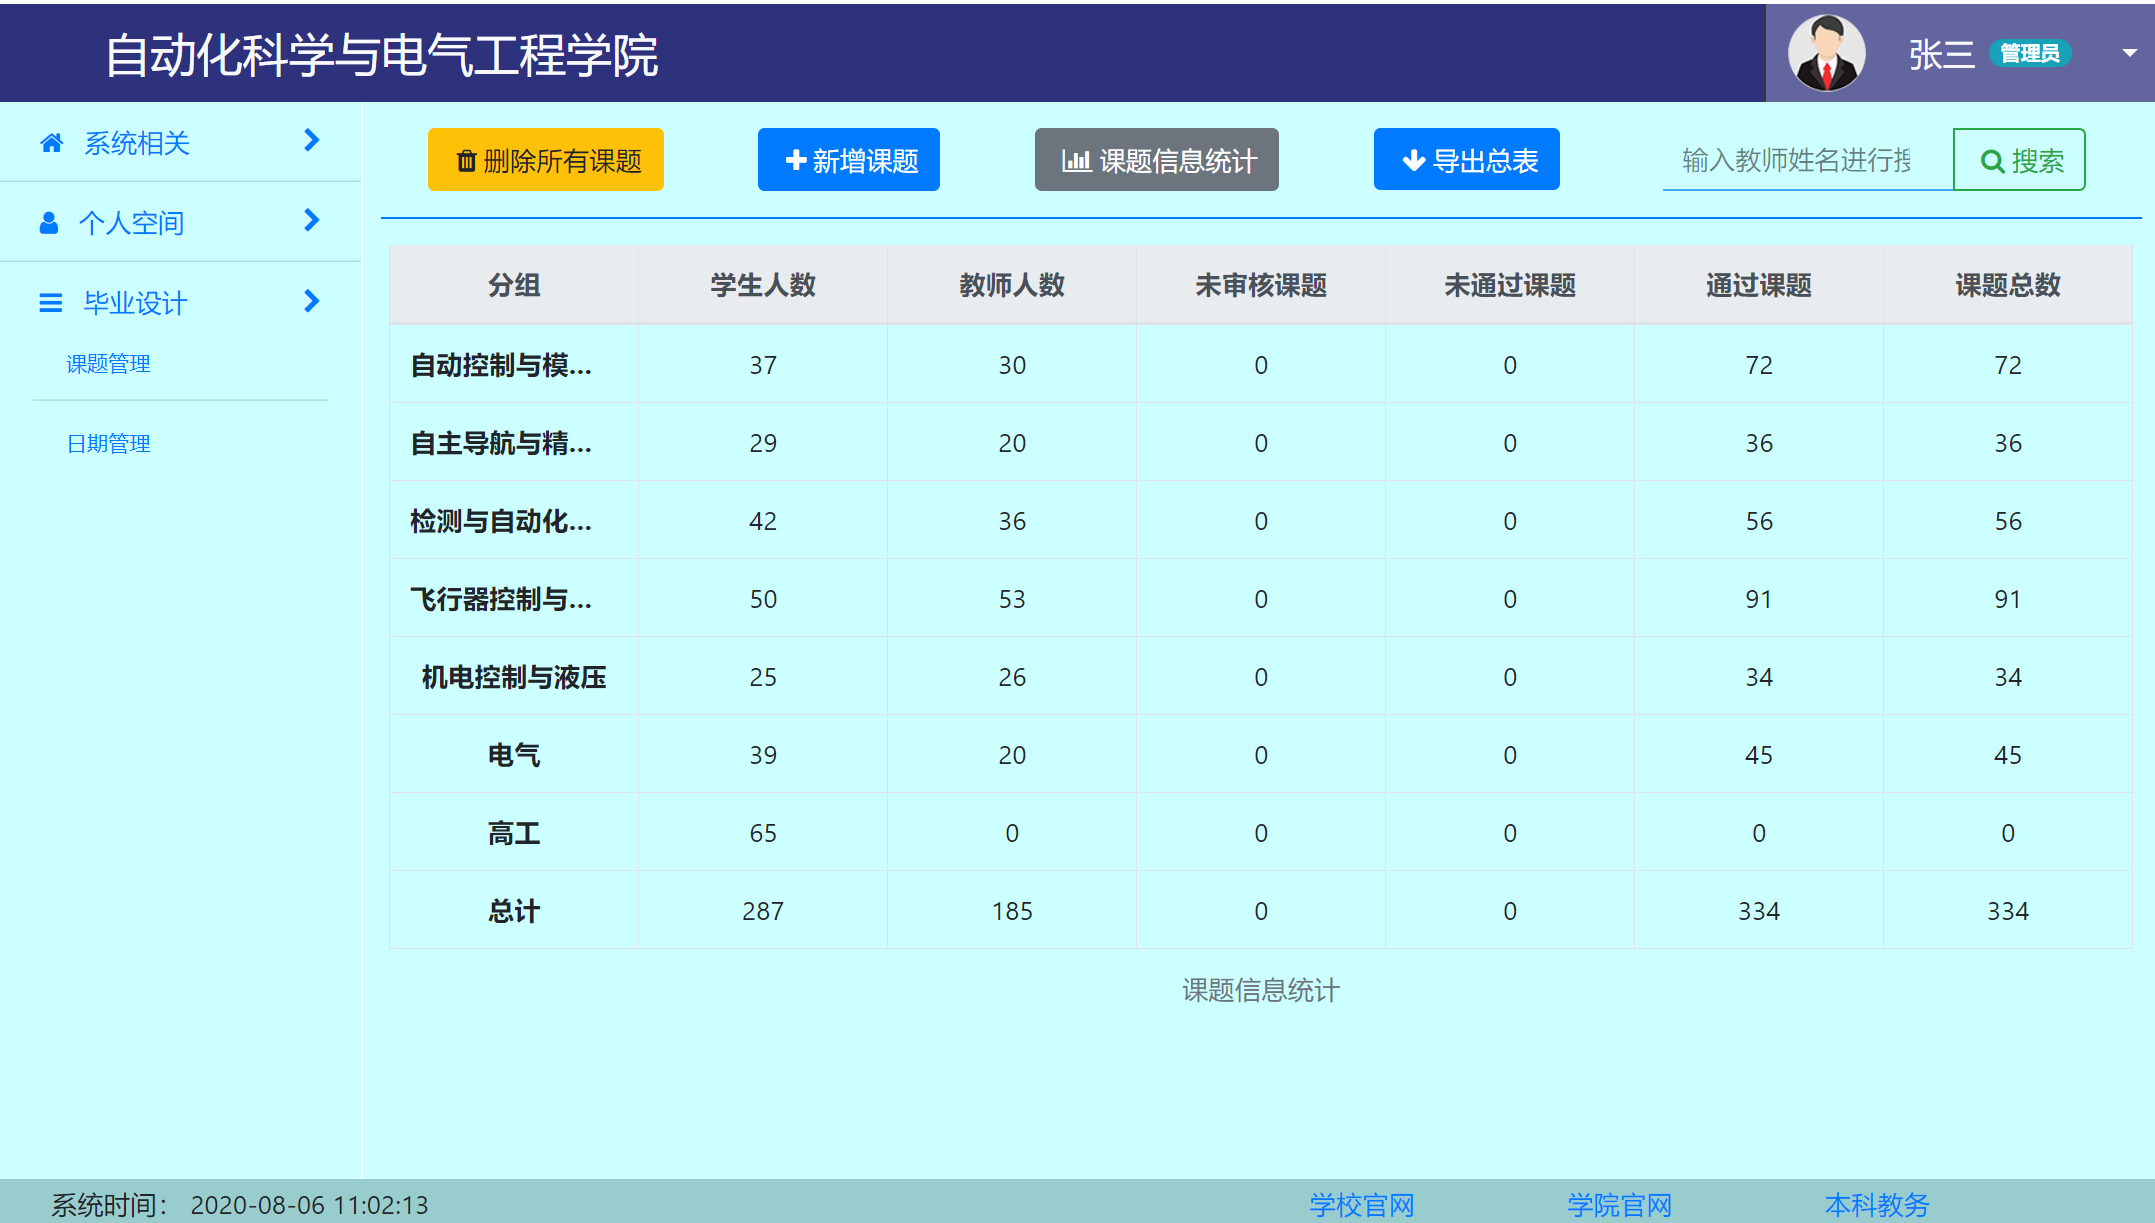 自动化科学与电气工程学院
张三 管理员
系统相关
个人空间
毕业设计
课题管理
日期管理
删除所有课题 新增课题 课题信息统计 导出总表 输入教师姓名进行搜 搜索
分组 学生人数 教师人数 未审核课题 未通过课题 通过课题 课题总数
自动控制与模... 37 30 0 0 72 72
自主导航与精... 29 20 0 0 36 36
检测与自动化... 42 36 0 0 56 56
飞行器控制与... 50 53 0 0 91 91
机电控制与液压 25 26 0 0 34 34
电气 39 20 0 0 45 45
高工 65 0 0 0 0 0
总计 287 185 0 0 334 334
课题信息统计
系统时间： 2020-08-06 11:02:13 学校官网 学院官网 本科教务